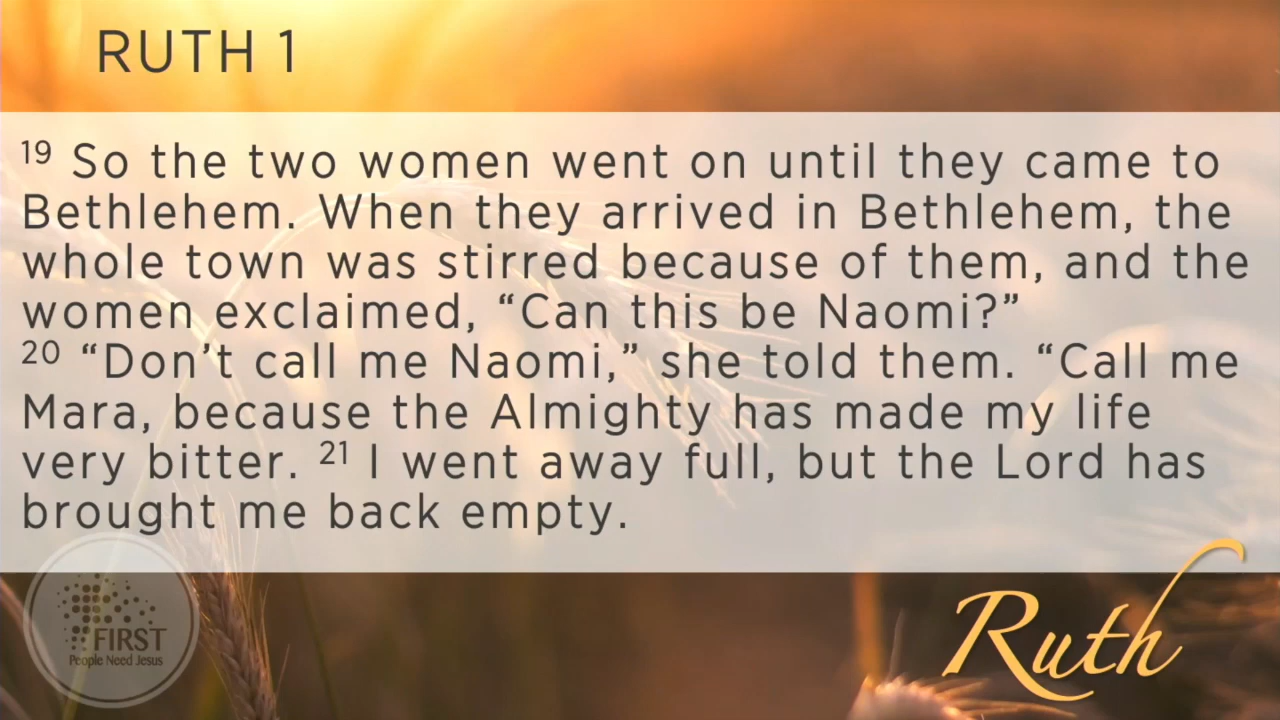 RUTH 1
19 So the two women went on until they came to
Bethlehem. When they arrived in Bethlehem, the
whole town was stirred because of them, and the
women exclaimed, “Can this be Naomi?”
20 “Don’t call me Naomi,” she told them. “Call me
Mara, because the Almighty has made my life
very bitter. 21 I went away full, but the Lord has
brought me back empty.
FIRST
People Need Jesus
Ruth